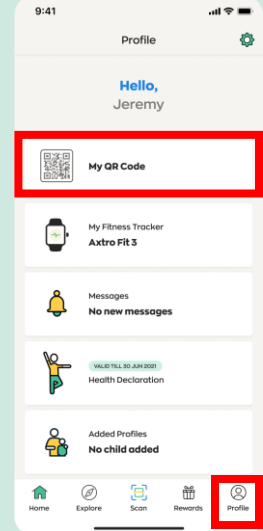 9:41
Profile
Hello,
Jeremy
My QR Code
My Fitness Tracker
Axtro Fit 3
Messages
No new messages
VALID TILL 30 JUN 2021
Health Declaration
Added Profiles
No child added
Home Explore Scan Rewards Profile